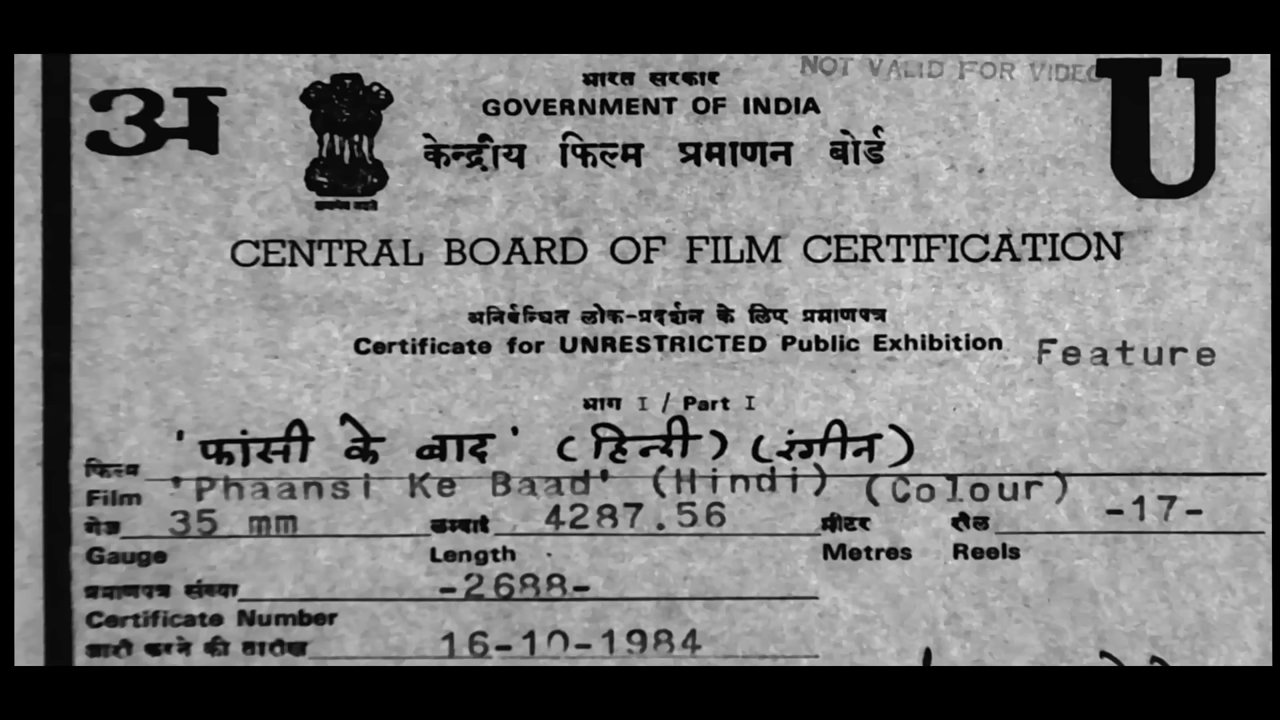 NOT VALID FOR VIDEO
अ
U
भारत सरकार
GOVERNMENT OF INDIA
केन्द्रीय फिल्म प्रमाणन बोर्ड
CENTRAL BOARD OF FILM CERTIFICATION
अनिर्बन्धित लोक-प्रदर्शन के लिए प्रमाणपत्र
Certificate for UNRESTRICTED Public Exhibition Feature
भाग I / Part I
'फांसी के बाद' (हिन्दी) (रंगीन)
फिल्म
Film 'Phaansi Ke Baad' (Hindi) (Colour)
गेज 35 mm लम्बाई 4287.56 मीटर रील -17-
Gauge Length Metres Reels
प्रमाणपत्र संख्या -2688-
Certificate Number
जारी करने की तारीख 16-10-1984